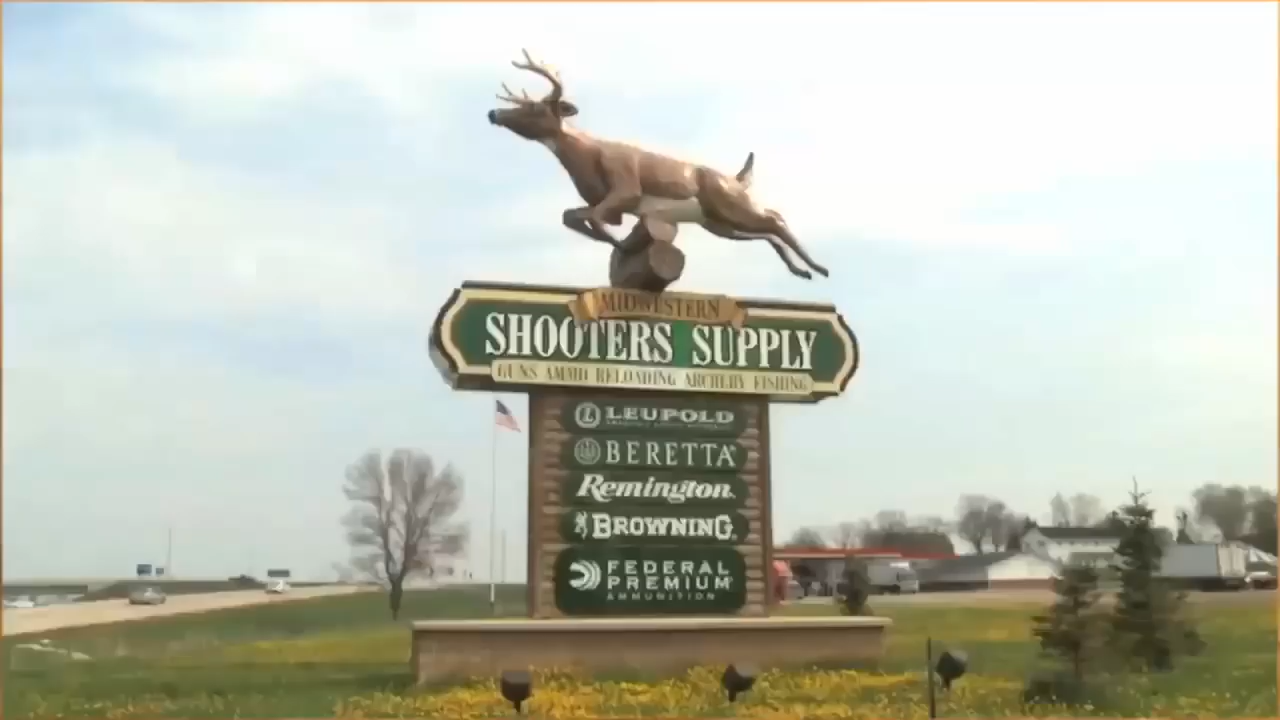 MIDWESTERN
SHOOTERS SUPPLY
GUNS AMMO RELOADING ARCHERY FISHING
LEUPOLD
BERETTA
Remington
BROWNING
FEDERAL
PREMIUM
AMMUNITION